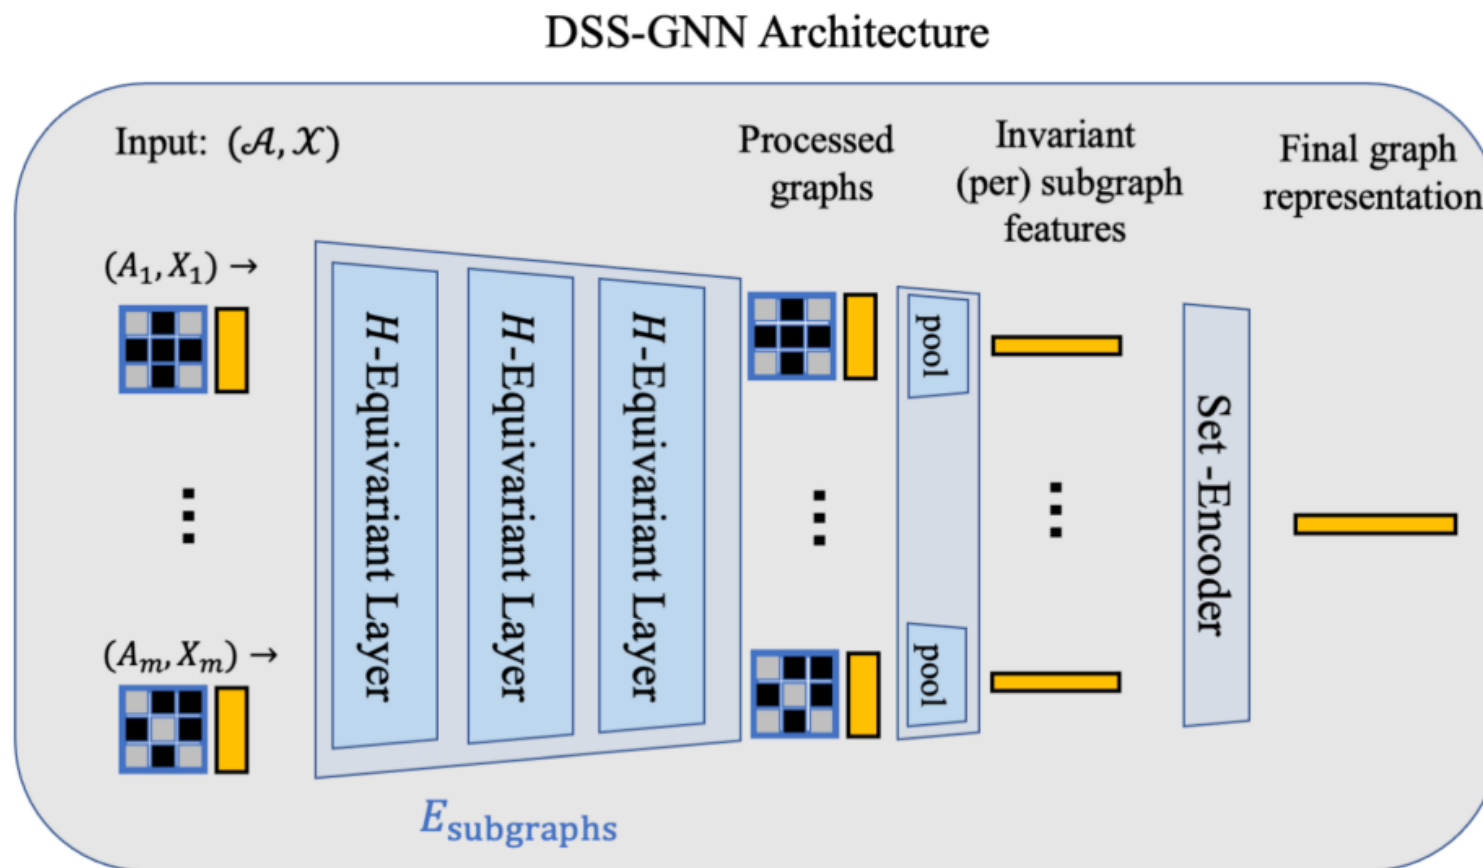 DSS-GNN Architecture
Input: (𝒜, 𝒳)
Processed
graphs
Invariant
(per) subgraph
features
Final graph
representation
(A₁, X₁) →
H-Equivariant Layer
H-Equivariant Layer
H-Equivariant Layer
pool
Set -Encoder
(Aₘ, Xₘ) →
pool
E_subgraphs